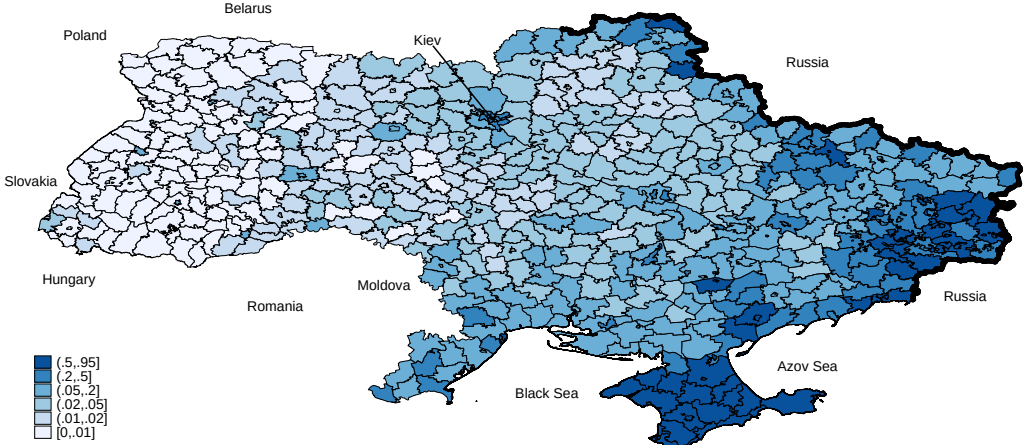 Belarus
Poland
Kiev
Russia
Slovakia
Hungary
Moldova
Romania
Russia
Azov Sea
Black Sea
(.5,.95]
(.2,.5]
(.05,.2]
(.02,.05]
(.01,.02]
[0,.01]